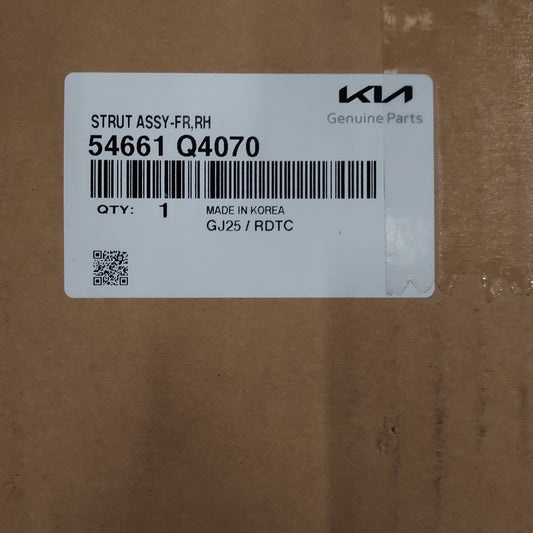 KIA
Genuine Parts
STRUT ASSY-FR,RH
54661 Q4070
QTY: 1 MADE IN KOREA
GJ25 / RDTC